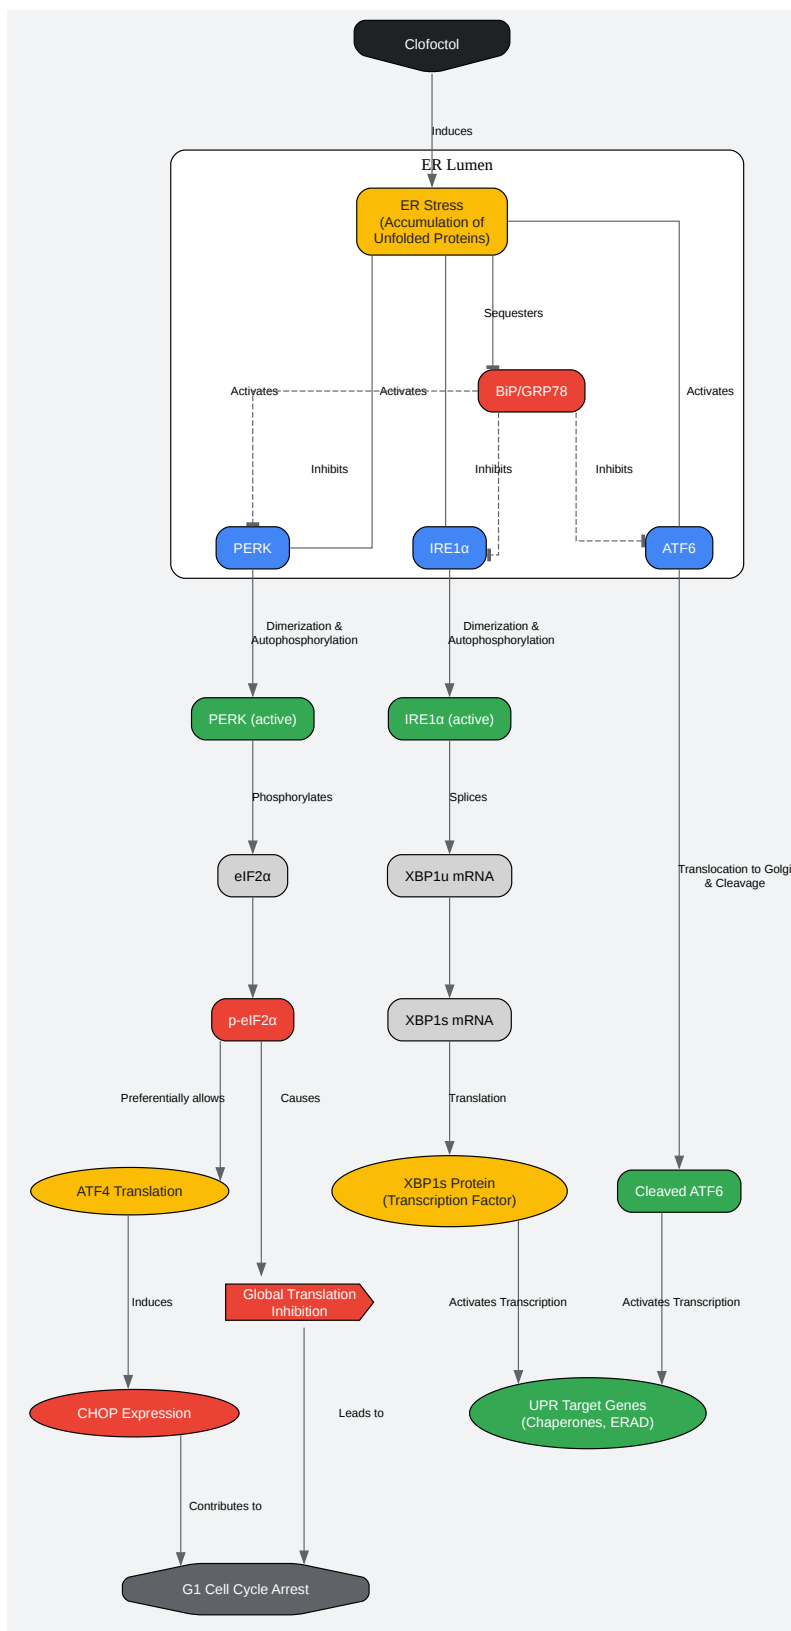 Clofoctol
Induces
ER Lumen
ER Stress
(Accumulation of
Unfolded Proteins)
Sequesters
Activates
Activates
BiP/GRP78
Activates
Inhibits
Inhibits
Inhibits
PERK
IRE1α
ATF6
Dimerization &
Autophosphorylation
Dimerization &
Autophosphorylation
PERK (active)
IRE1α (active)
Phosphorylates
Splices
eIF2α
XBP1u mRNA
Translocation to Golgi
& Cleavage
p-eIF2α
XBP1s mRNA
Preferentially allows
Causes
Translation
ATF4 Translation
XBP1s Protein
(Transcription Factor)
Cleaved ATF6
Induces
Global Translation
Inhibition
Activates Transcription
Activates Transcription
CHOP Expression
Leads to
UPR Target Genes
(Chaperones, ERAD)
Contributes to
G1 Cell Cycle Arrest